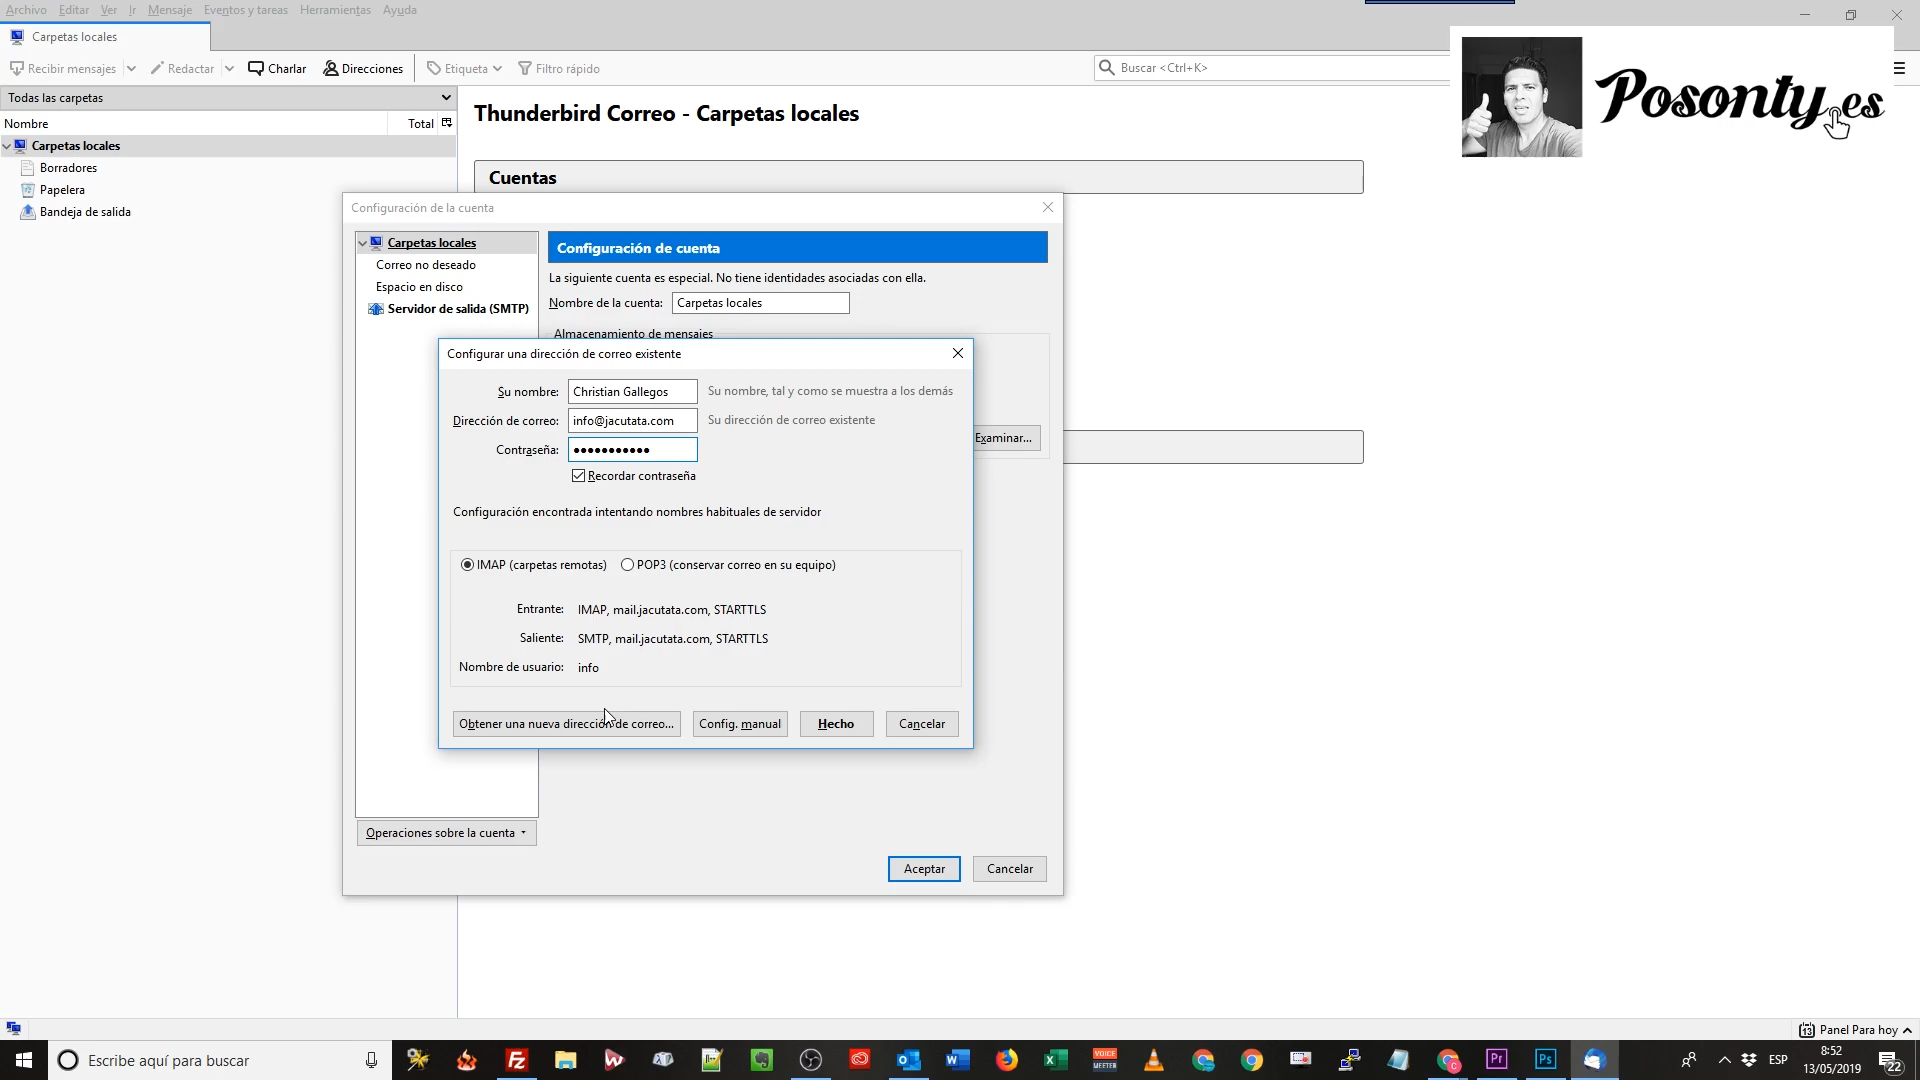 Archivo Editar Ver Ir Mensaje Eventos y tareas Herramientas Ayuda
Carpetas locales
Recibir mensajes Redactar Charlar Direcciones Etiqueta Filtro rápido Buscar <Ctrl+K>
Posonty.es
Todas las carpetas
Nombre Total
Carpetas locales
Borradores
Papelera
Bandeja de salida
Thunderbird Correo - Carpetas locales
Cuentas
Configuración de la cuenta
Carpetas locales
Correo no deseado
Espacio en disco
Servidor de salida (SMTP)
Configuración de cuenta
La siguiente cuenta es especial. No tiene identidades asociadas con ella.
Nombre de la cuenta: Carpetas locales
Almacenamiento de mensajes
Examinar...
Configurar una dirección de correo existente
Su nombre: Christian Gallegos Su nombre, tal y como se muestra a los demás
Dirección de correo: info@jacutata.com Su dirección de correo existente
Contraseña: •••••••••••
Recordar contraseña
Configuración encontrada intentando nombres habituales de servidor
IMAP (carpetas remotas) POP3 (conservar correo en su equipo)
Entrante: IMAP, mail.jacutata.com, STARTTLS
Saliente: SMTP, mail.jacutata.com, STARTTLS
Nombre de usuario: info
Obtener una nueva dirección de correo... Config. manual Hecho Cancelar
Operaciones sobre la cuenta
Aceptar Cancelar
13 Panel Para hoy
Escribe aquí para buscar
VOICE MEETER
Pr
Ps
ESP
8:52
13/05/2019
22